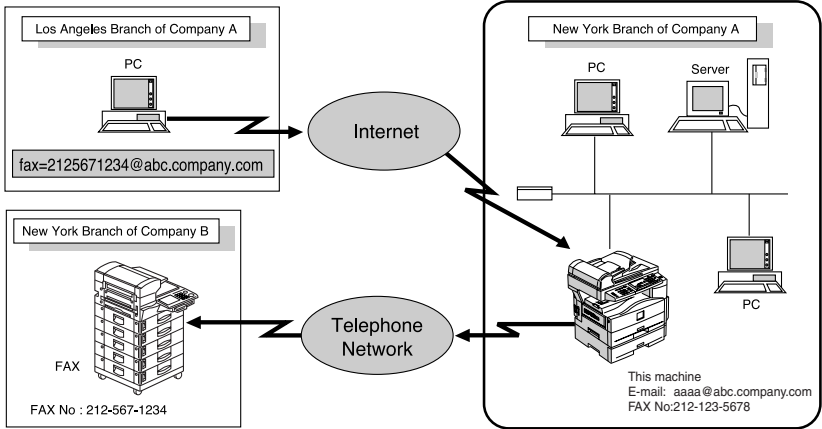 Los Angeles Branch of Company A
PC
fax=2125671234@abc.company.com
Internet
New York Branch of Company A
PC
Server
PC
This machine
E-mail: aaaa@abc.company.com
FAX No:212-123-5678
Telephone
Network
New York Branch of Company B
FAX
FAX No : 212-567-1234